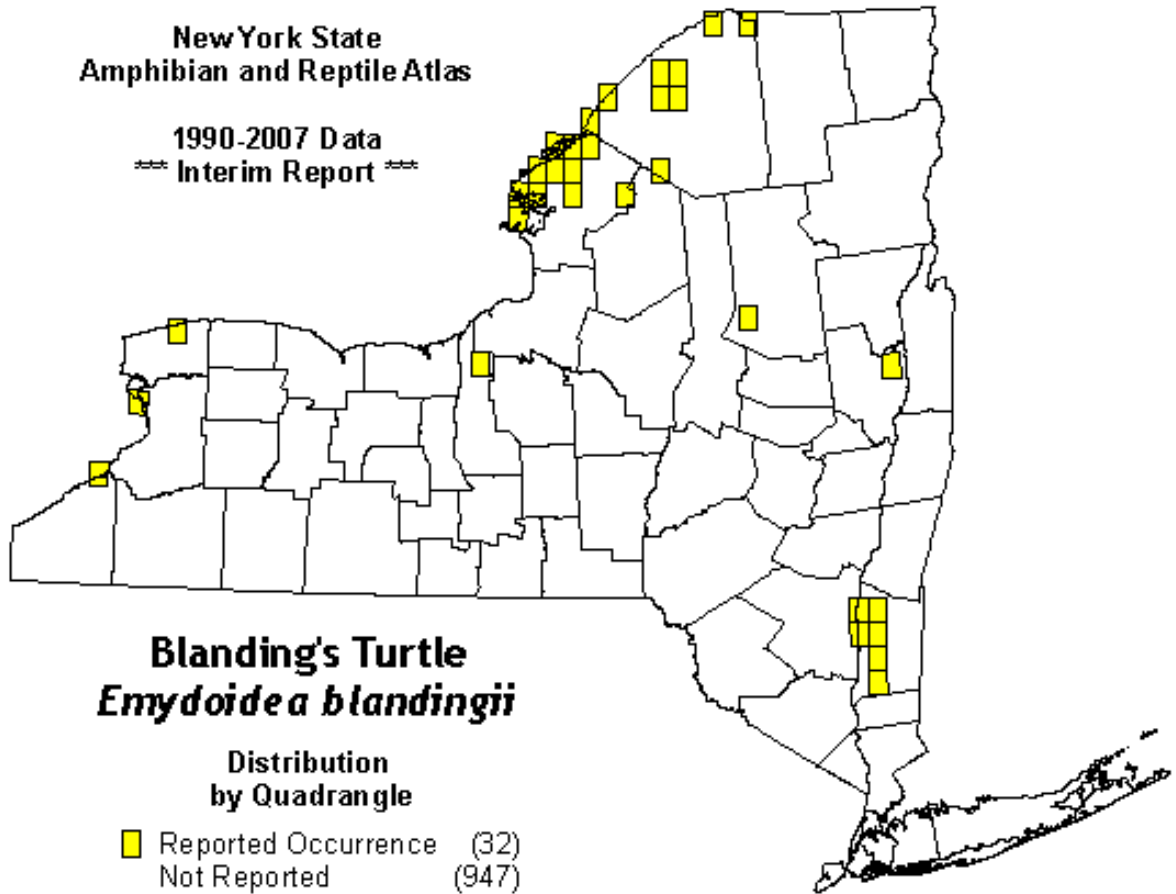 New York State
Amphibian and Reptile Atlas
1990-2007 Data
*** Interim Report ***
Blanding's Turtle
Emydoidea blandingii
Distribution
by Quadrangle
Reported Occurrence (32)
Not Reported (947)